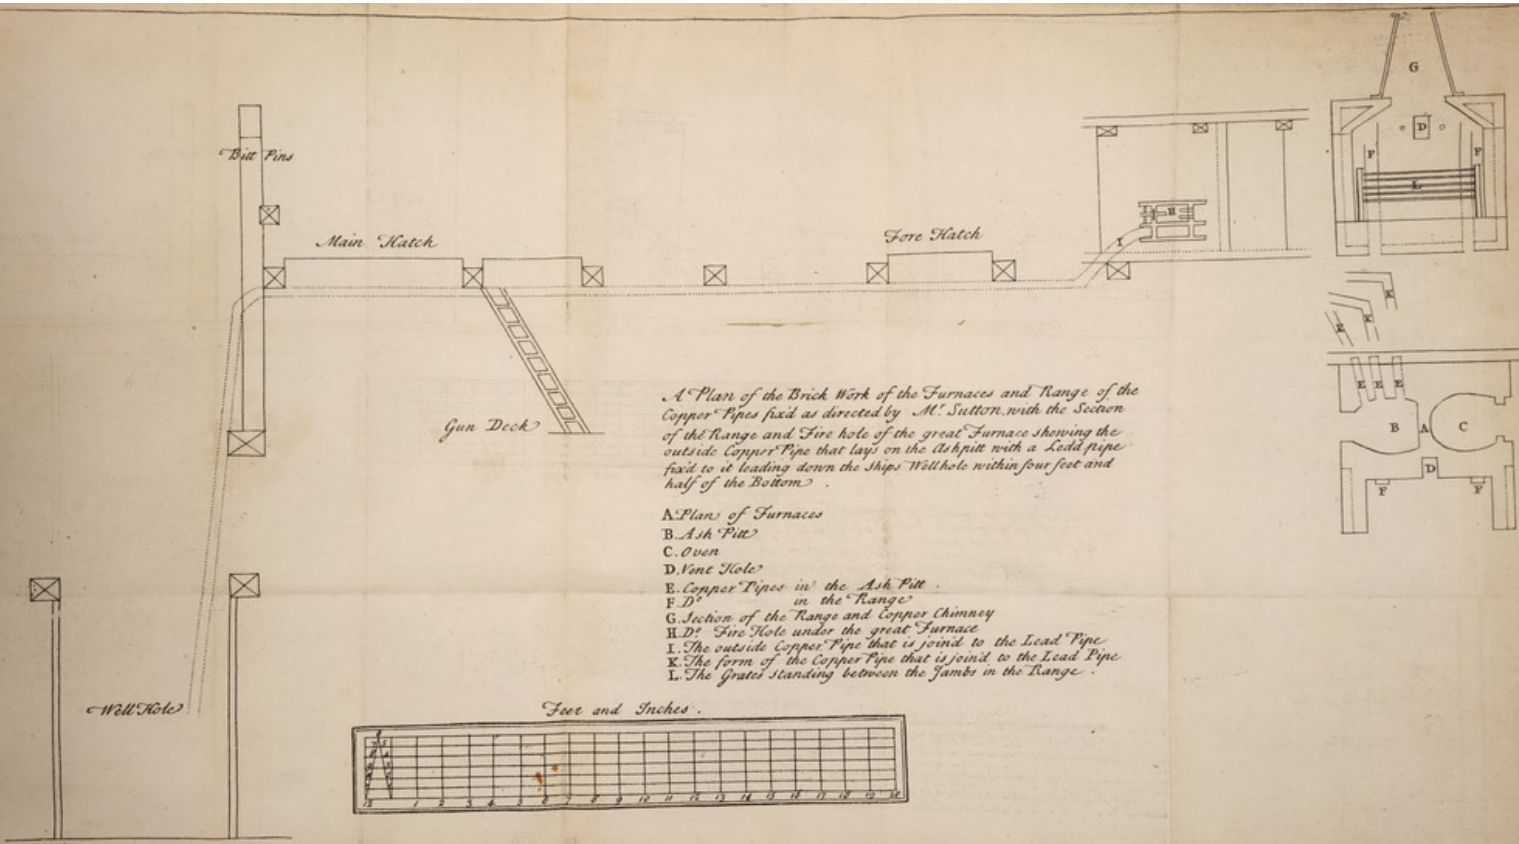 G
D
F F
L
Bitt Pins
Main Hatch
Fore Hatch
H
I
E
K
K
E E E
B A C
D
F F
Gun Deck
A Plan of the Brick Work of the Furnaces and Range of the
Copper Pipes fix'd as directed by Mr. Sutton, with the Section
of the Range and Fire hole of the great Furnace shewing the
outside Copper Pipe that lays on the Ashpitt with a Ledd pipe
fix'd to it leading down the Ships Wellhole within four feet and
half of the Bottom.
A. Plan of Furnaces
B. Ash Pitt
C. Oven
D. Vent Hole
E. Copper Pipes in the Ash Pitt.
F. Do. in the Range
G. Section of the Range and Copper Chimney
H. Do. Fire Hole under the great Furnace
I. The outside Copper Pipe that is join'd to the Lead Pipe
K. The form of the Copper Pipe that is join'd to the Lead Pipe
L. The Grates standing between the Jambs in the Range.
Well Hole
Feet and Inches.
12 1 2 3 4 5 6 7 8 9 10 11 12 13 14 15 16 17 18 19 20